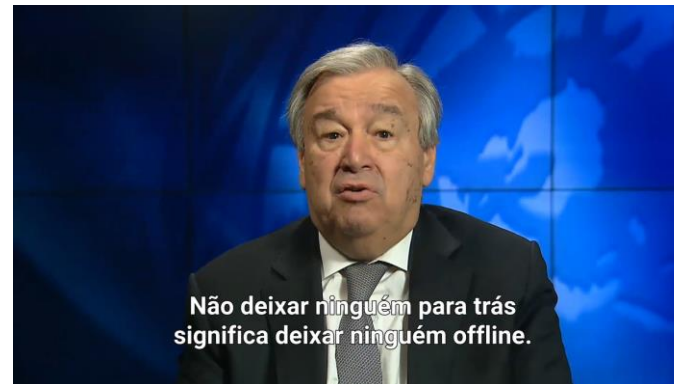 Não deixar ninguém para trás
significa deixar ninguém offline.